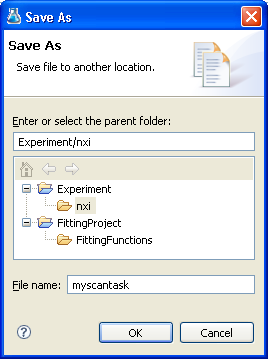 Save As
Save As
Save file to another location.
Enter or select the parent folder:
Experiment/nxi
Experiment
nxi
FittingProject
FittingFunctions
File name: myscantask
? OK Cancel